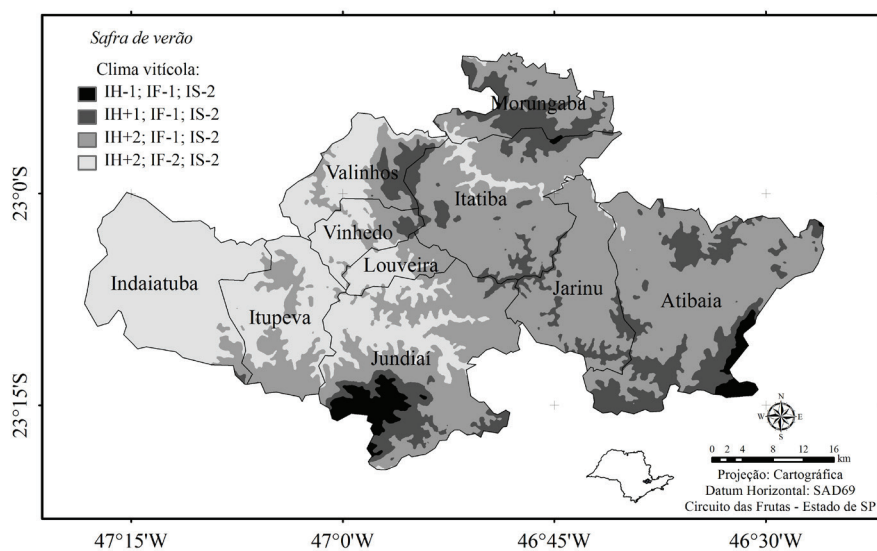 Safra de verão
Clima vitícola:
IH-1; IF-1; IS-2
IH+1; IF-1; IS-2
IH+2; IF-1; IS-2
IH+2; IF-2; IS-2
Morungaba
Valinhos
Itatiba
Vinhedo
Louveira
Indaiatuba
Itupeva
Jarinu
Atibaia
Jundiaí
23°0'S
23°15'S
N
W
E
S
0 2 4 8 12 16
km
Projeção: Cartográfica
Datum Horizontal: SAD69
Circuito das Frutas - Estado de SP
47°15'W
47°0'W
46°45'W
46°30'W